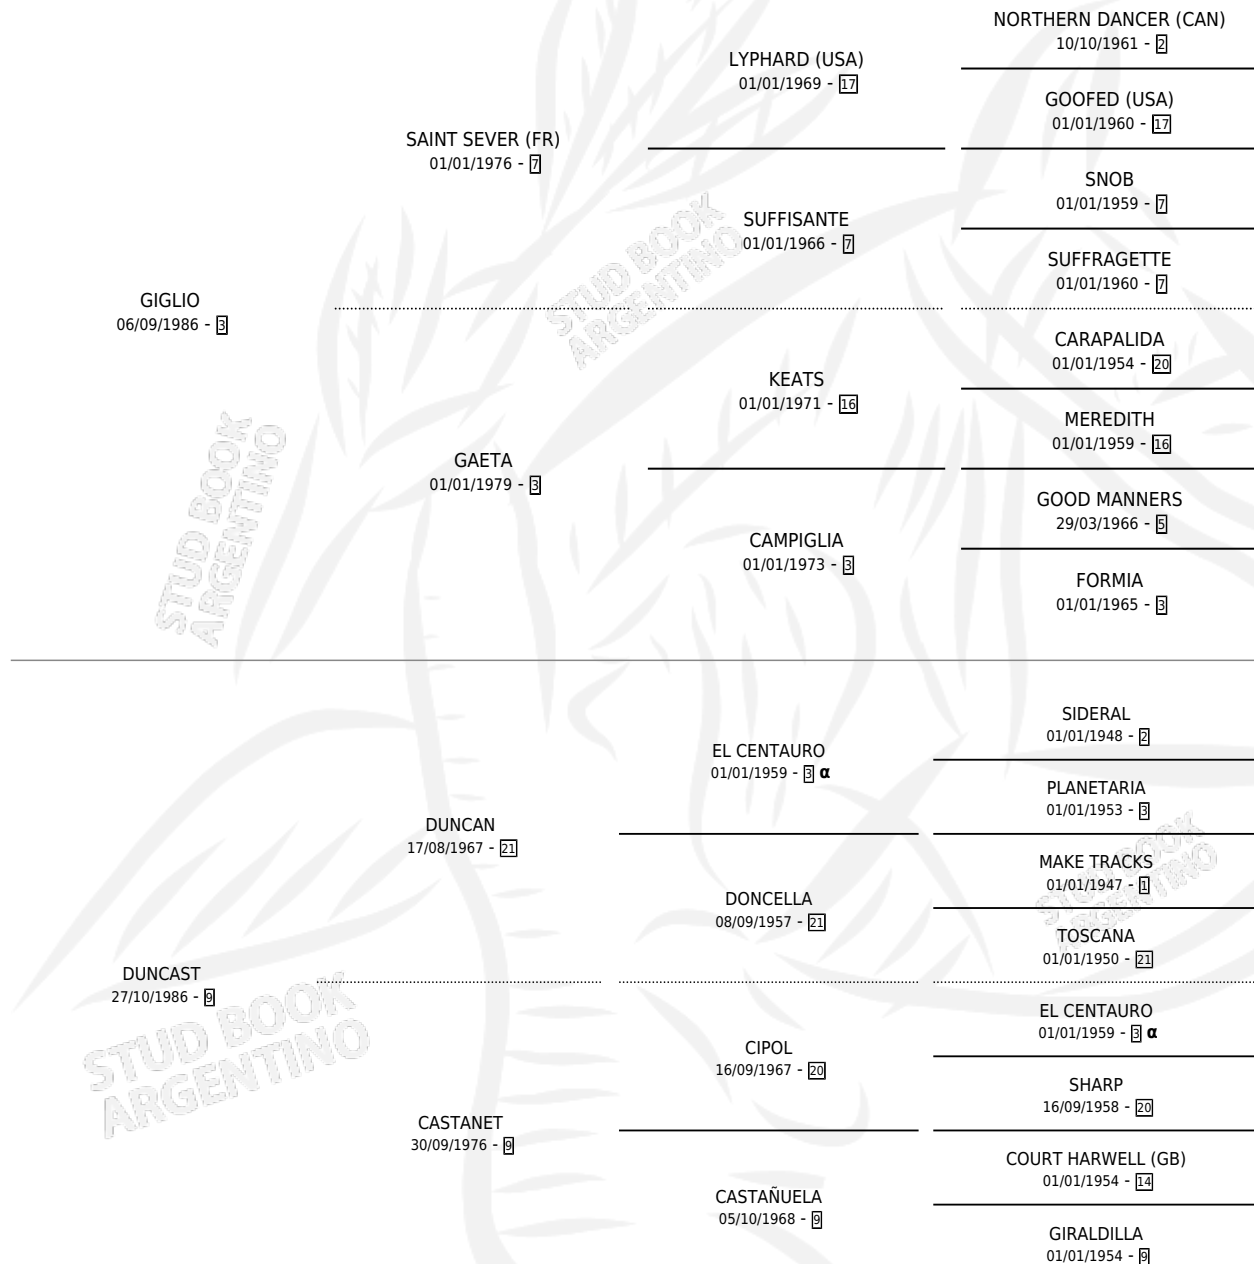 NORTHERN DANCER (CAN)
10/10/1961 - 2
LYPHARD (USA)
01/01/1969 - 17
GOOFED (USA)
01/01/1960 - 17
SAINT SEVER (FR)
01/01/1976 - 7
SNOB
01/01/1959 - 7
SUFFISANTE
01/01/1966 - 7
SUFFRAGETTE
01/01/1960 - 7
GIGLIO
06/09/1986 - 3
STUD BOOK
ARGENTINO
CARAPALIDA
01/01/1954 - 20
KEATS
01/01/1971 - 16
MEREDITH
01/01/1959 - 16
GAETA
01/01/1979 - 3
STUD BOOK
ARGENTINO
GOOD MANNERS
29/03/1966 - 5
CAMPIGLIA
01/01/1973 - 3
FORMIA
01/01/1965 - 3
SIDERAL
01/01/1948 - 2
EL CENTAURO
01/01/1959 - 3 α
PLANETARIA
01/01/1953 - 3
DUNCAN
17/08/1967 - 21
MAKE TRACKS
01/01/1947 - 1
STUD BOOK
ARGENTINO
DONCELLA
08/09/1957 - 21
TOSCANA
01/01/1950 - 21
DUNCAST
27/10/1986 - 9
STUD BOOK
ARGENTINO
EL CENTAURO
01/01/1959 - 3 α
CIPOL
16/09/1967 - 20
SHARP
16/09/1958 - 20
CASTANET
30/09/1976 - 9
COURT HARWELL (GB)
01/01/1954 - 14
CASTAÑUELA
05/10/1968 - 9
GIRALDILLA
01/01/1954 - 9